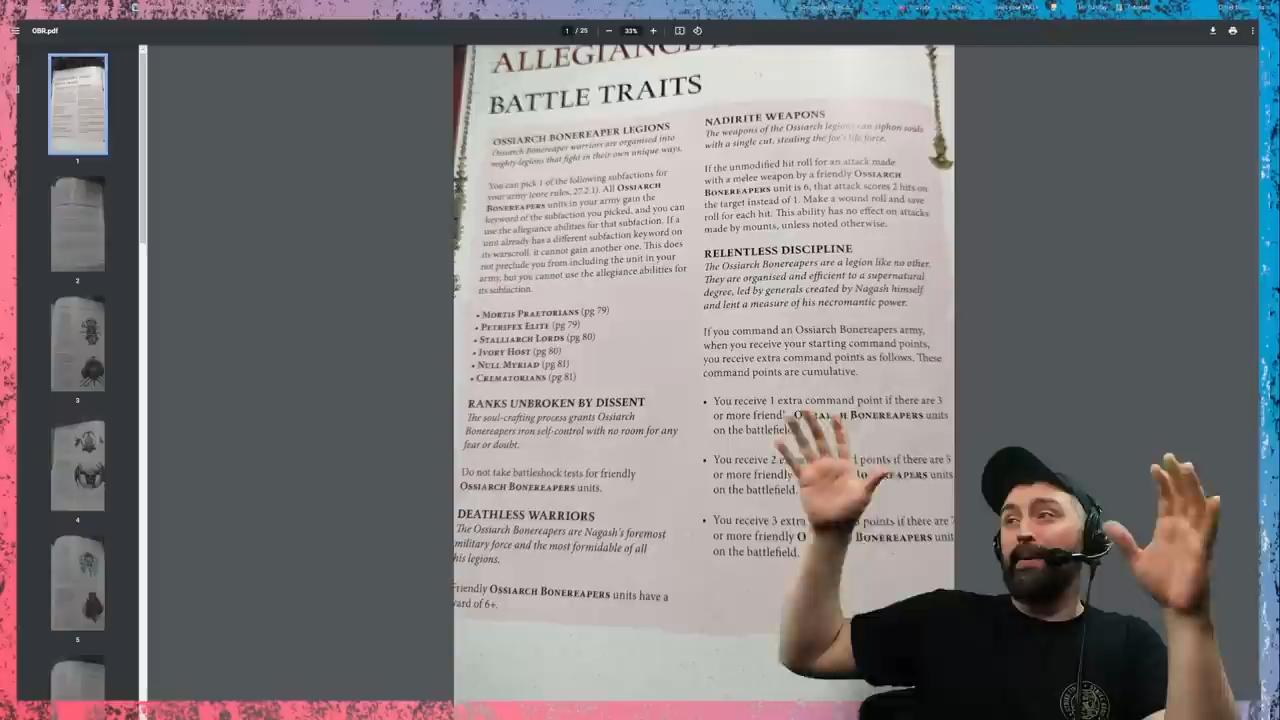 OBR.pdf
1 / 25
33%
ALLEGIANCE
BATTLE TRAITS
OSSIARCH BONEREAPER LEGIONS
Ossiarch Bonereaper warriors are organised into
mighty legions that fight in their own unique ways.
You can pick 1 of the following subfactions for
your army (core rules, 27.2.1). All OSSIARCH
BONEREAPERS units in your army gain the
keyword of the subfaction you picked, and you can
use the allegiance abilities for that subfaction. If a
unit already has a different subfaction keyword on
its warscroll, it cannot gain another one. This does
not preclude you from including the unit in your
army, but you cannot use the allegiance abilities for
its subfaction.
• MORTIS PRAETORIANS (pg 79)
• PETRIFEX ELITE (pg 79)
• STALLIARCH LORDS (pg 80)
• IVORY HOST (pg 80)
• NULL MYRIAD (pg 81)
• CREMATORIANS (pg 81)
RANKS UNBROKEN BY DISSENT
The soul-crafting process grants Ossiarch
Bonereapers iron self-control with no room for any
fear or doubt.
Do not take battleshock tests for friendly
OSSIARCH BONEREAPERS units.
DEATHLESS WARRIORS
The Ossiarch Bonereapers are Nagash's foremost
military force and the most formidable of all
his legions.
Friendly OSSIARCH BONEREAPERS units have a
ward of 6+.
NADIRITE WEAPONS
The weapons of the Ossiarch legions can siphon souls
with a single cut, stealing the foe's life force.
If the unmodified hit roll for an attack made
with a melee weapon by a friendly OSSIARCH
BONEREAPERS unit is 6, that attack scores 2 hits on
the target instead of 1. Make a wound roll and save
roll for each hit. This ability has no effect on attacks
made by mounts, unless noted otherwise.
RELENTLESS DISCIPLINE
The Ossiarch Bonereapers are a legion like no other.
They are organised and efficient to a supernatural
degree, led by generals created by Nagash himself
and lent a measure of his necromantic power.
If you command an Ossiarch Bonereapers army,
when you receive your starting command points,
you receive extra command points as follows. These
command points are cumulative.
• You receive 1 extra command point if there are 3
or more friendly OSSIARCH BONEREAPERS units
on the battlefield.
• You receive 2 points if there are 5
or more friendly units
on the battlefield.
• You receive 3 extra points if there are 7
or more friendly BONEREAPERS unit
on the battlefield.
1
2
3
4
5